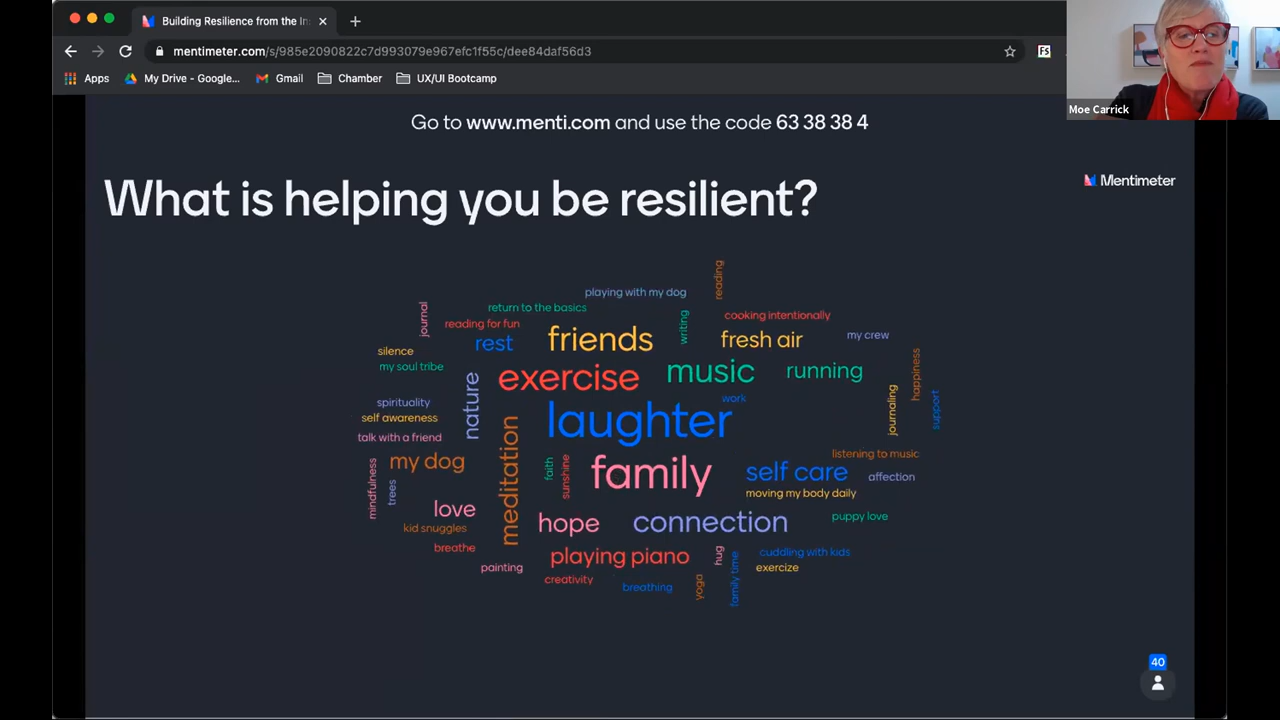 Building Resilience from the In
mentimeter.com/s/985e2090822c7d993079e967efc1f55c/dee84daf56d3
FS
Apps
My Drive - Google...
Gmail
Chamber
UX/UI Bootcamp
Moe Carrick
Go to www.menti.com and use the code 63 38 38 4
What is helping you be resilient?
Mentimeter
reading
playing with my dog
return to the basics
journal
reading for fun
writing
cooking intentionally
friends
fresh air
my crew
rest
silence
my soul tribe
exercise
music
running
happiness
nature
work
journaling
support
spirituality
self awareness
laughter
talk with a friend
meditation
my dog
listening to music
faith
sunshine
family
self care
affection
mindfulness
trees
moving my body daily
love
hope
connection
puppy love
kid snuggles
breathe
playing piano
hug
cuddling with kids
painting
exercize
creativity
breathing
yoga
family time
40